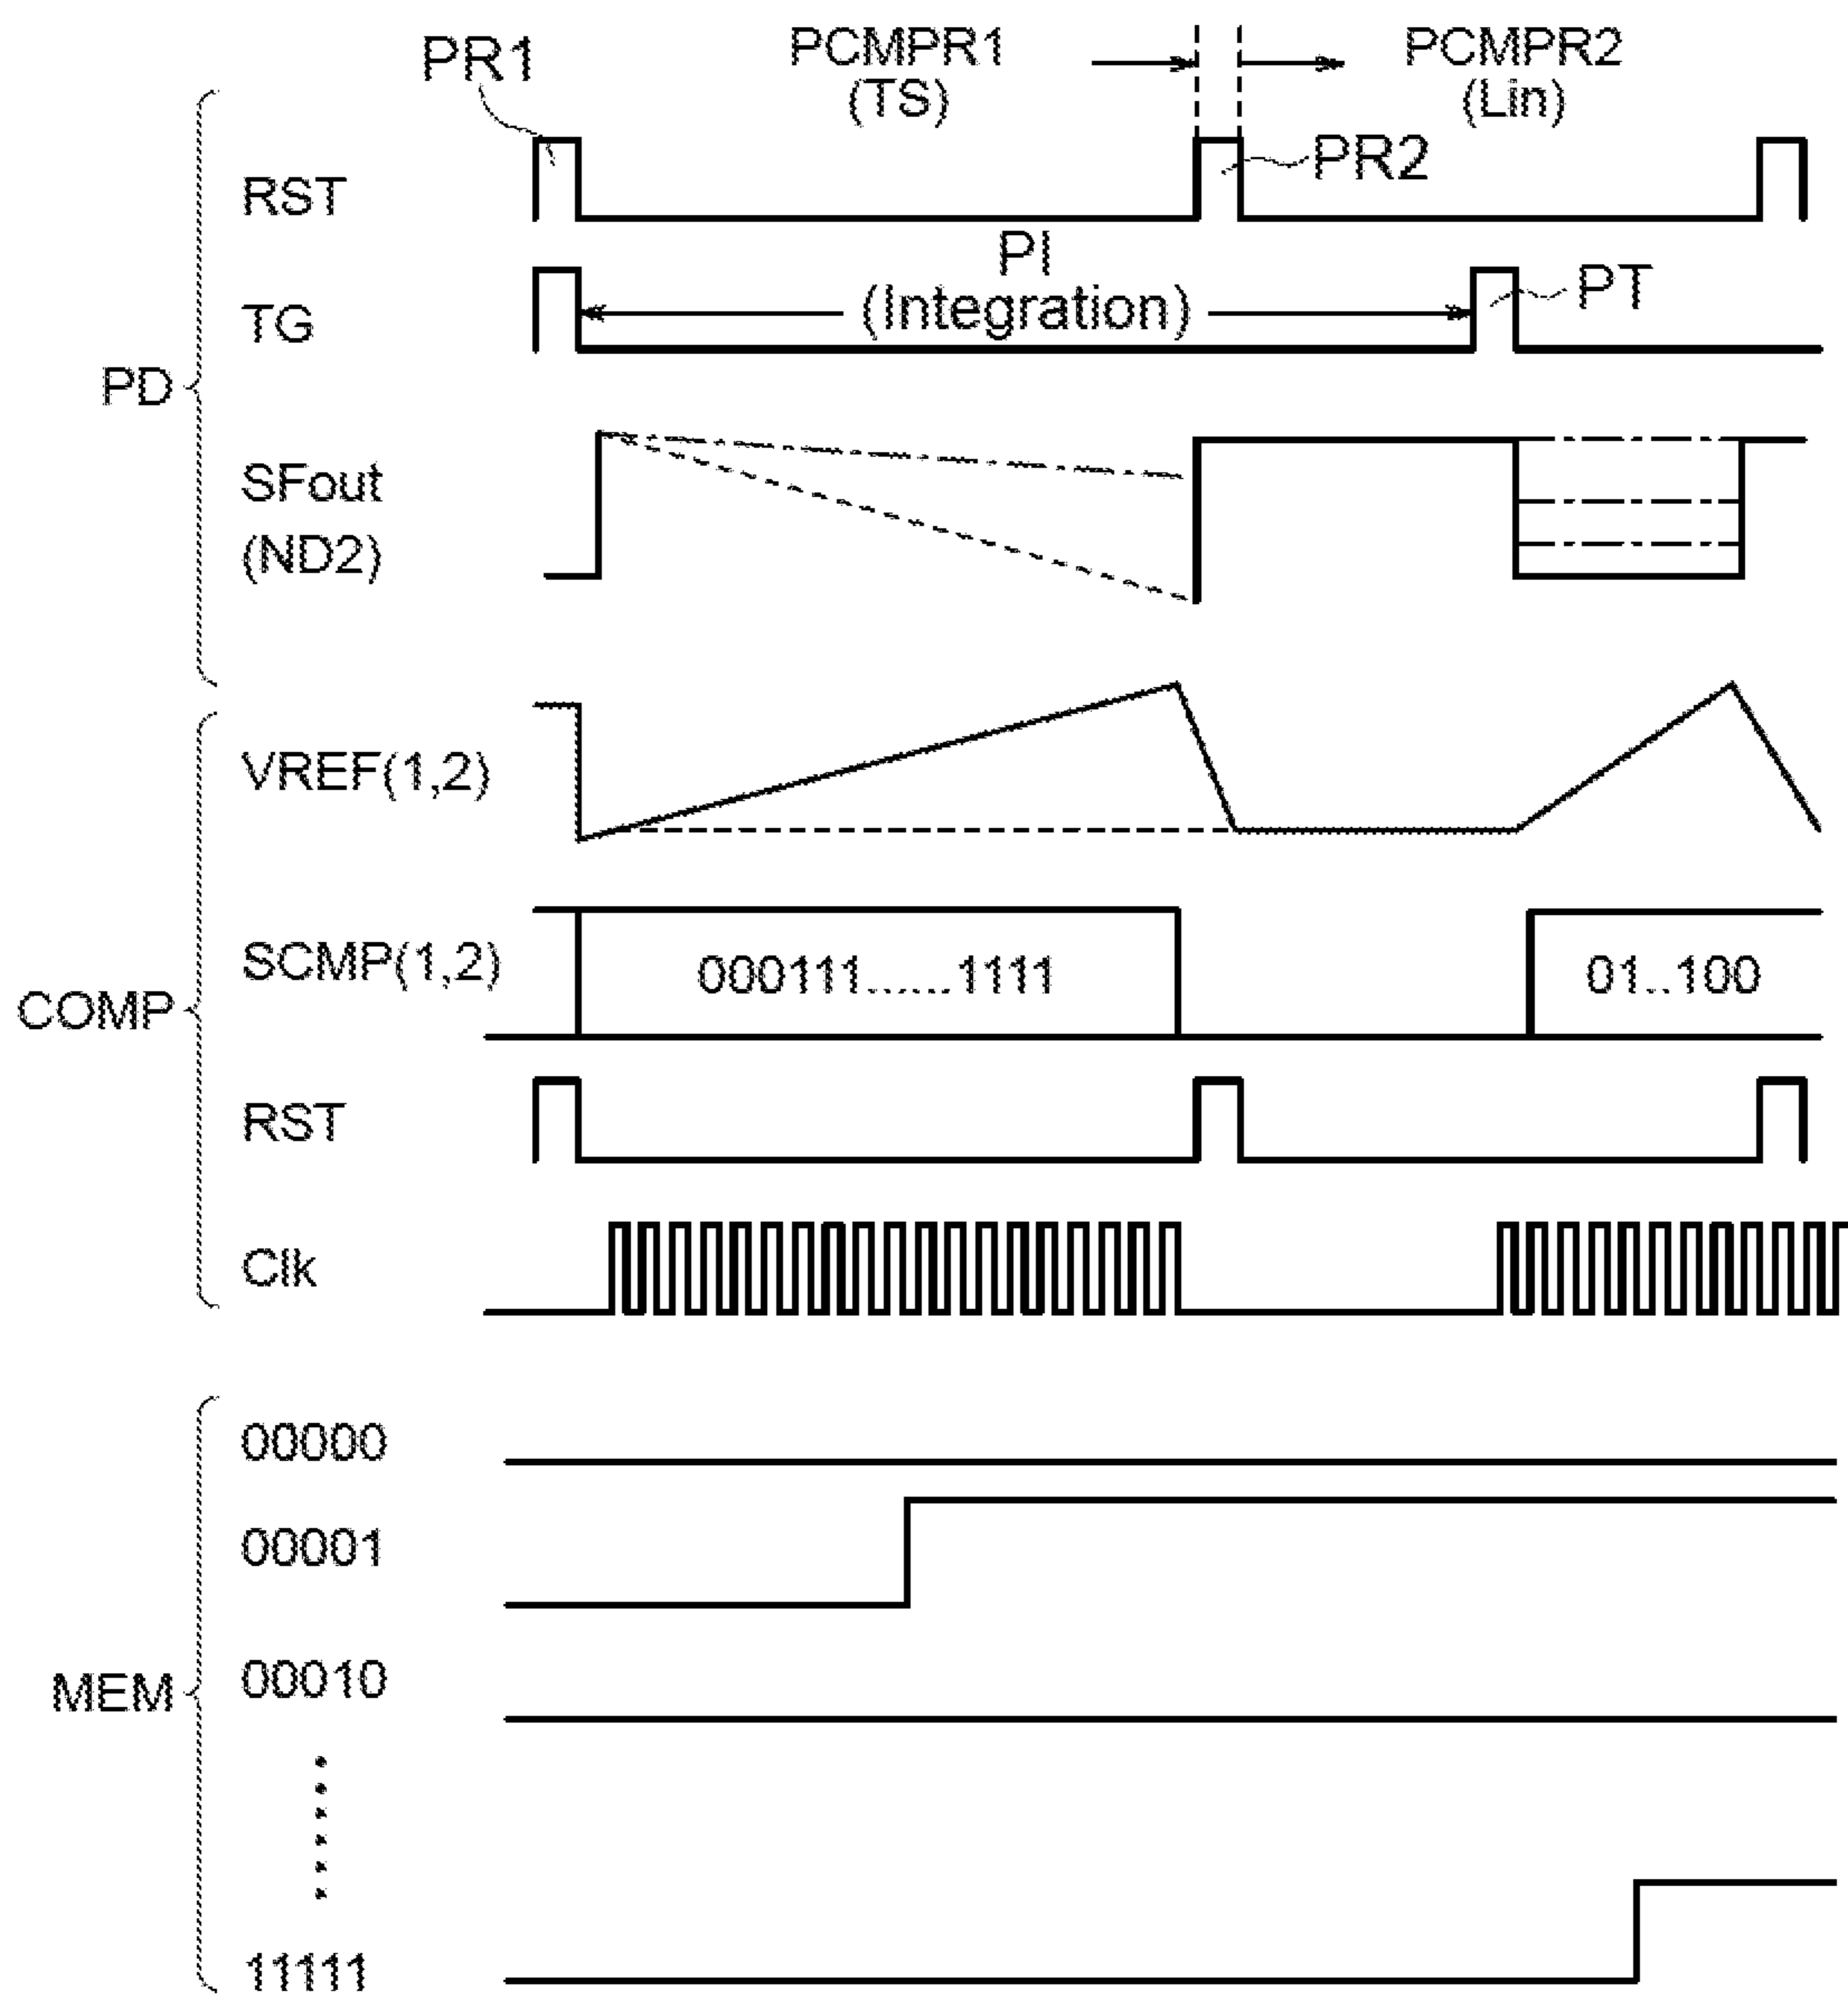 PR1
PCMPR1
(TS)
PCMPR2
(Lin)
RST
PR2
PI
(Integration)
TG
PT
PD
SFout
(ND2)
VREF(1,2)
SCMP(1,2)
000111.......1111
01..100
COMP
RST
Clk
00000
00001
MEM
00010
11111